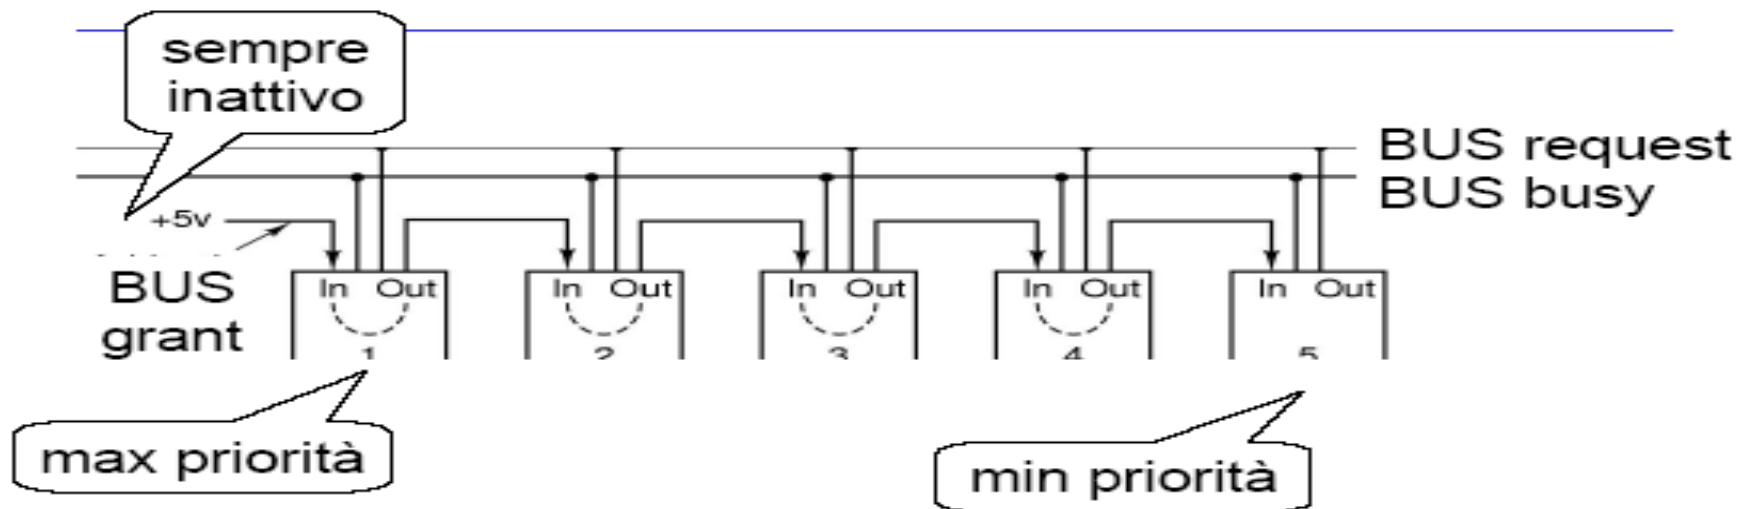 sempre
inattivo
BUS request
BUS busy
+5v
BUS
grant
In Out
In Out
In Out
In Out
In Out
1
2
3
4
5
max priorità
min priorità